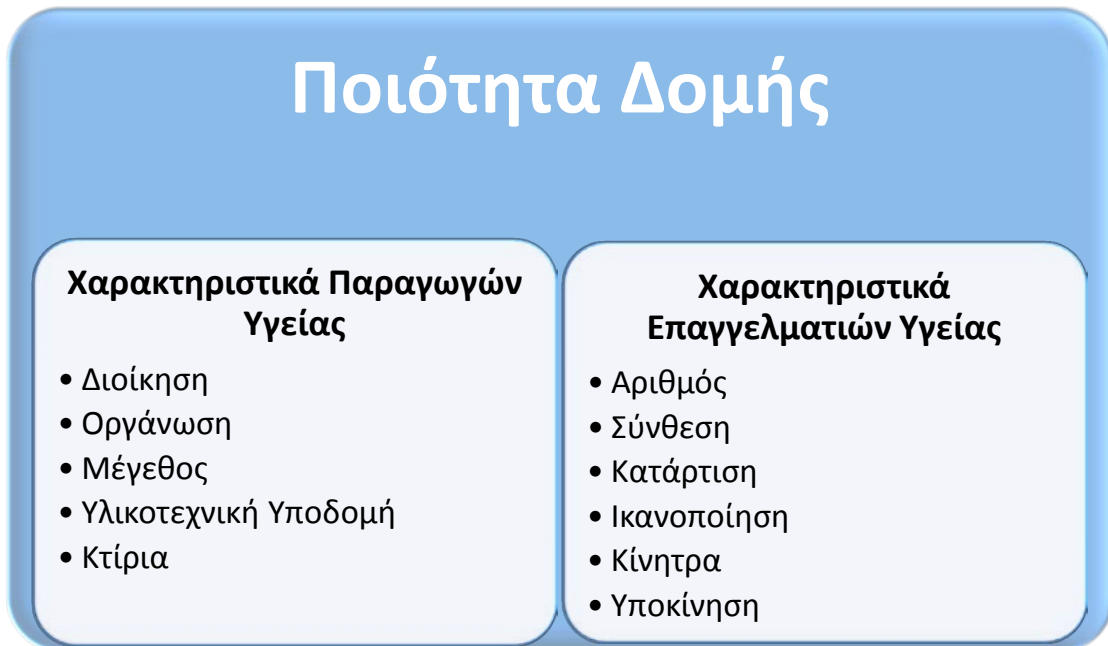 Ποιότητα Δομής
Χαρακτηριστικά Παραγωγών
Υγείας
• Διοίκηση
• Οργάνωση
• Μέγεθος
• Υλικοτεχνική Υποδομή
• Κτίρια
Χαρακτηριστικά
Επαγγελματιών Υγείας
• Αριθμός
• Σύνθεση
• Κατάρτιση
• Ικανοποίηση
• Κίνητρα
• Υποκίνηση